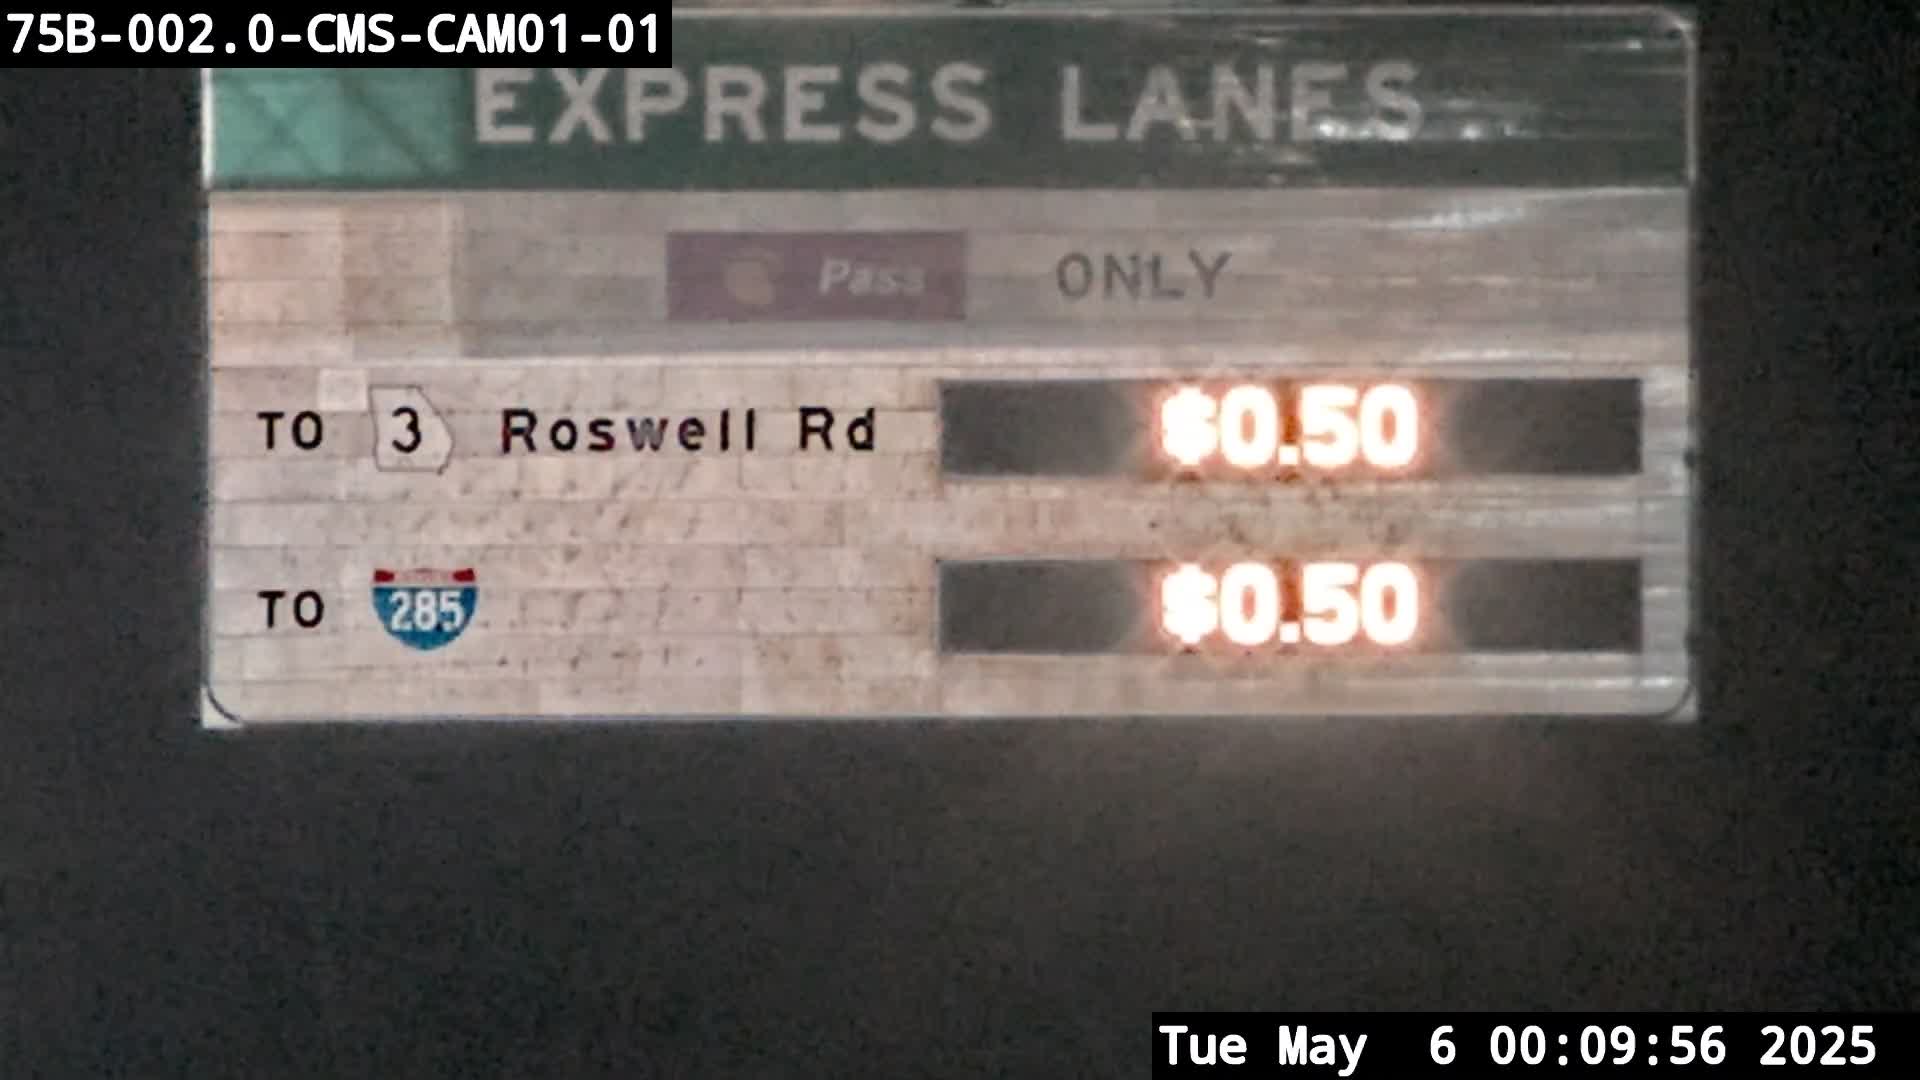 75B-002.0-CMS-CAM01-01
EXPRESS LANES
Pass ONLY
TO 3 Roswell Rd $0.50
TO 285 $0.50
Tue May 6 00:09:56 2025